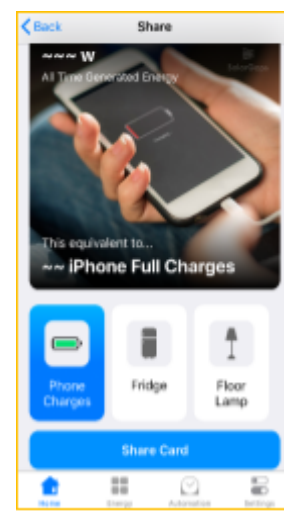 Back
Share
~~~ W
All Time Generated Energy
SolarGaps
This equivalent to...
~~ iPhone Full Charges
Phone
Charges
Fridge
Floor
Lamp
Share Card
Home
Energy
Automation
Settings